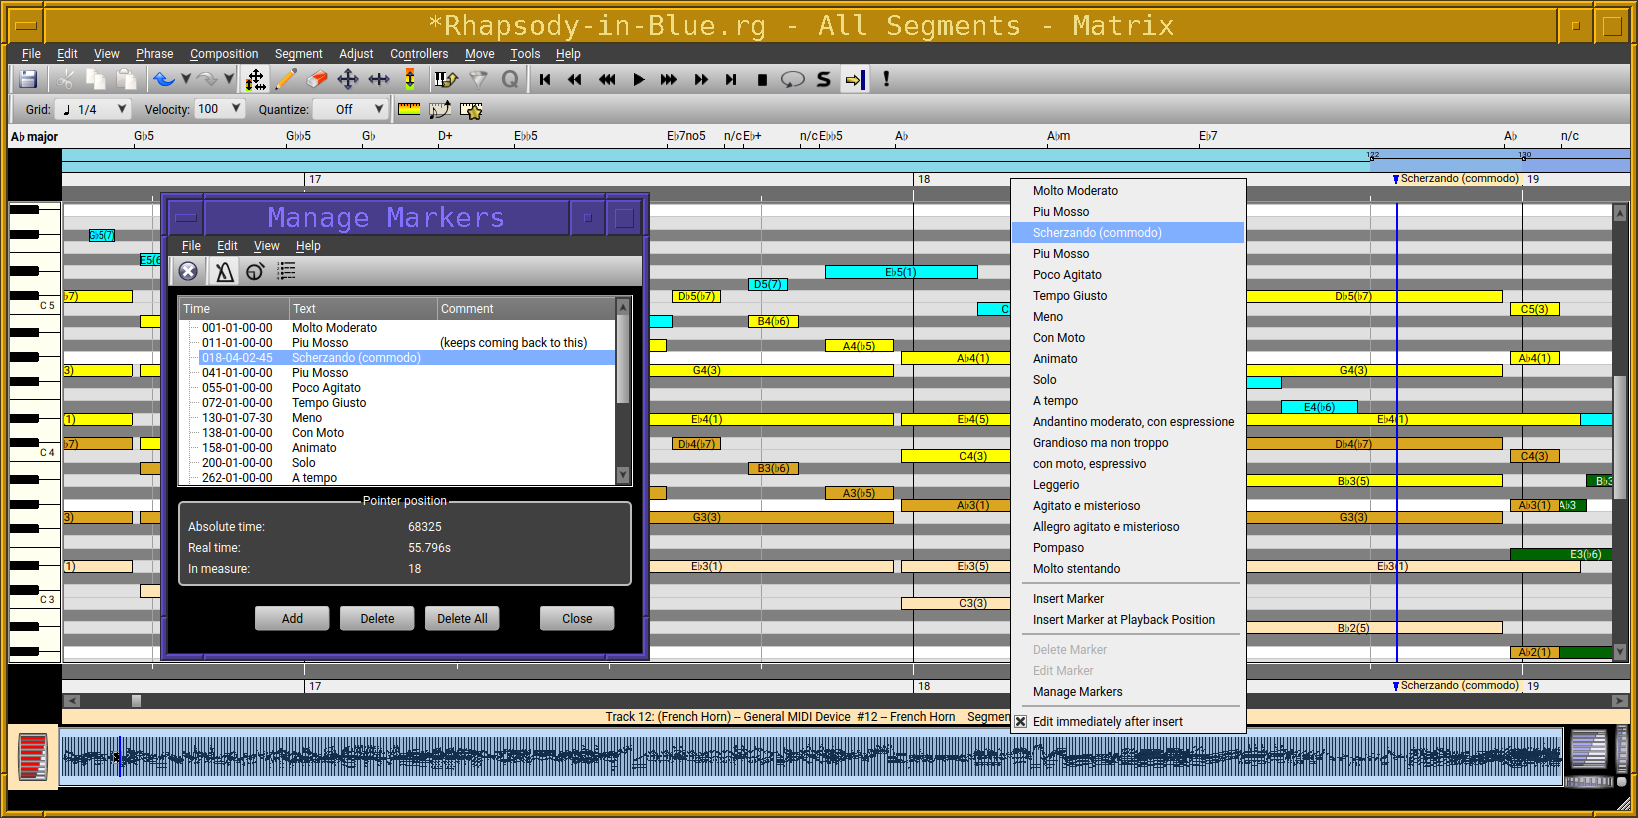 *Rhapsody-in-Blue.rg - All Segments - Matrix
File Edit View Phrase Composition Segment Adjust Controllers Move Tools Help
Q S !
Grid: ♩ 1/4 Velocity: 100 Quantize: Off
A♭ major G♭5 G♭♭5 G♭ D+ E♭♭5 E♭7no5 n/c E♭+ n/c E♭♭5 A♭ A♭m E♭7 A♭ n/c
122 130
17 18 Scherzando (commodo) 19
Manage Markers
File Edit View Help
Time Text Comment
001-01-00-00 Molto Moderato
011-01-00-00 Piu Mosso (keeps coming back to this)
018-04-02-45 Scherzando (commodo)
041-01-00-00 Piu Mosso
055-01-00-00 Poco Agitato
072-01-00-00 Tempo Giusto
130-01-07-30 Meno
138-01-00-00 Con Moto
158-01-00-00 Animato
200-01-00-00 Solo
262-01-00-00 A tempo
Pointer position
Absolute time: 68325
Real time: 55.796s
In measure: 18
Add Delete Delete All Close
Molto Moderato
Piu Mosso
Scherzando (commodo)
Piu Mosso
Poco Agitato
Tempo Giusto
Meno
Con Moto
Animato
Solo
A tempo
Andantino moderato, con espressione
Grandioso ma non troppo
con moto, espressivo
Leggerio
Agitato e misterioso
Allegro agitato e misterioso
Pompaso
Molto stentando
Insert Marker
Insert Marker at Playback Position
Delete Marker
Edit Marker
Manage Markers
Edit immediately after insert
G♭5(7)
E5(6
E♭5(1)
D5(7)
♭7) D♭5(♭7) D♭5(♭7)
C 5 C C5(3)
B4(♭6)
A4(♭5)
A♭4(1) A♭4(1)
3) G4(3) G4(3)
E4(♭6)
1) E♭4(1) E♭4(5) E♭4(1)
♭7) D♭4(♭7) D♭4(♭7)
C 4 C4(3) C4(3)
B3(♭6)
B♭3(5) B♭3
A3(♭5)
A♭3(1) A♭3(1) A♭3
3) G3(3) G3(3)
E3(♭6)
1) E♭3(1) E♭3(5) E♭3(1)
C 3 C3(3)
B♭2(5)
A♭2(1)
17 18 Scherzando (commodo) 19
Track 12: (French Horn) -- General MIDI Device #12 -- French Horn Segmen